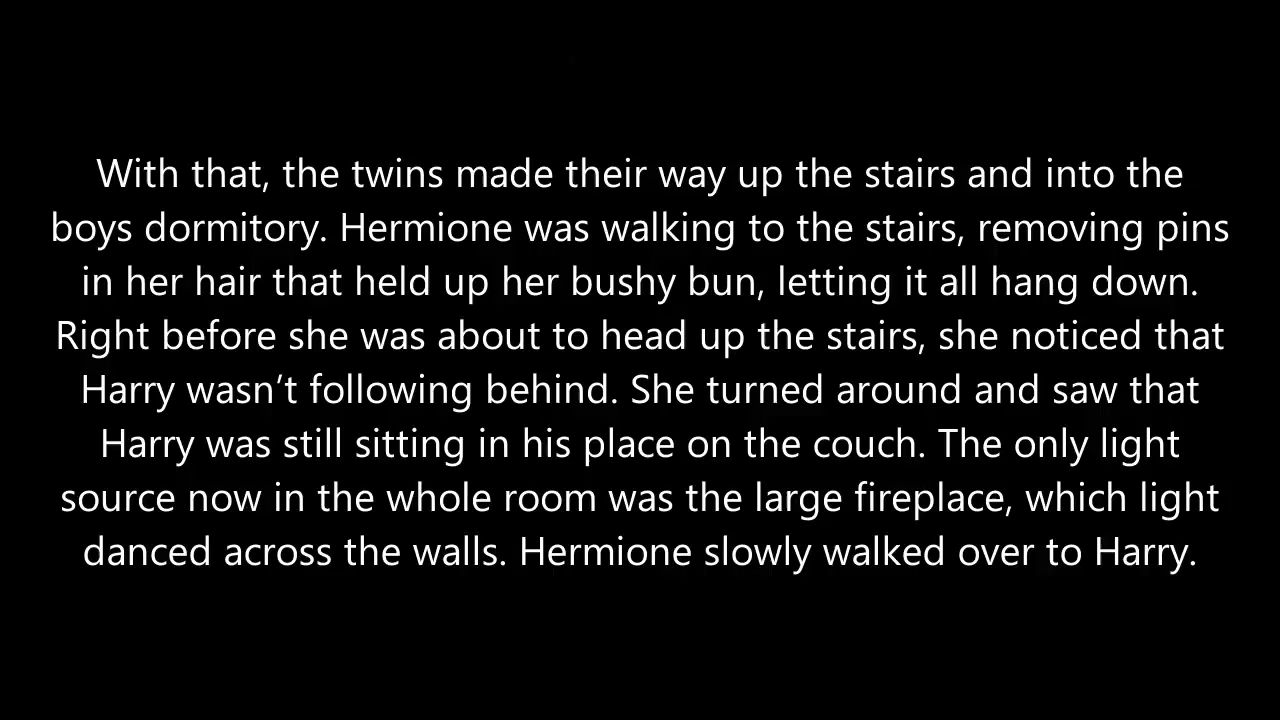 With that, the twins made their way up the stairs and into the
boys dormitory. Hermione was walking to the stairs, removing pins
in her hair that held up her bushy bun, letting it all hang down.
Right before she was about to head up the stairs, she noticed that
Harry wasn’t following behind. She turned around and saw that
Harry was still sitting in his place on the couch. The only light
source now in the whole room was the large fireplace, which light
danced across the walls. Hermione slowly walked over to Harry.